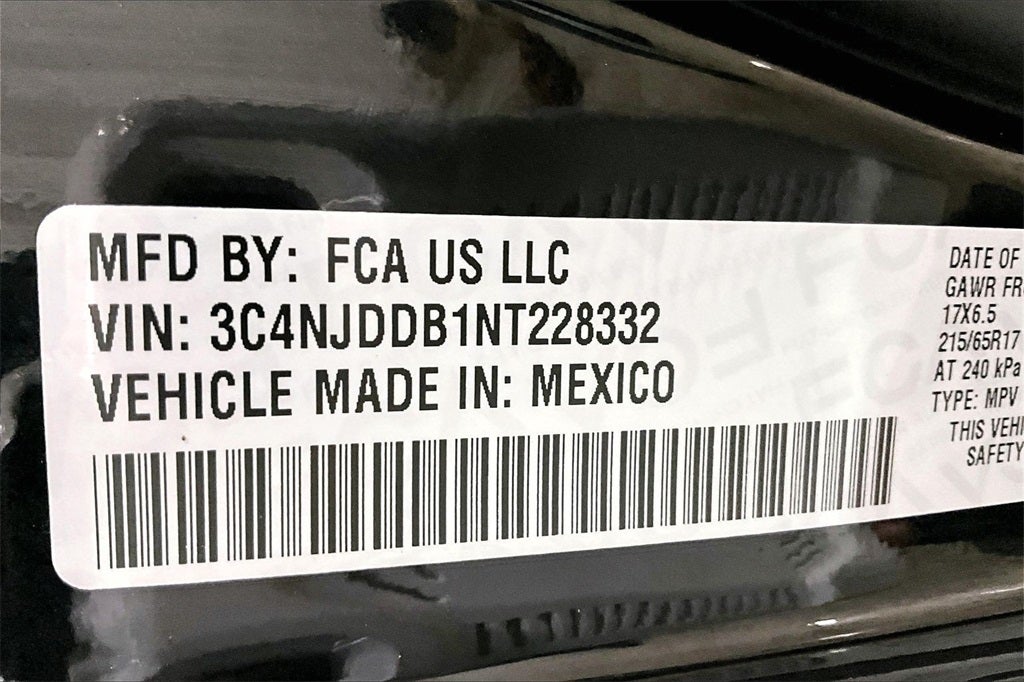 MFD BY: FCA US LLC
VIN: 3C4NJDDB1NT228332
VEHICLE MADE IN: MEXICO
DATE OF
GAWR FR
17X6.5
215/65R17
AT 240 kPa
TYPE: MPV
THIS VEHI
SAFETY